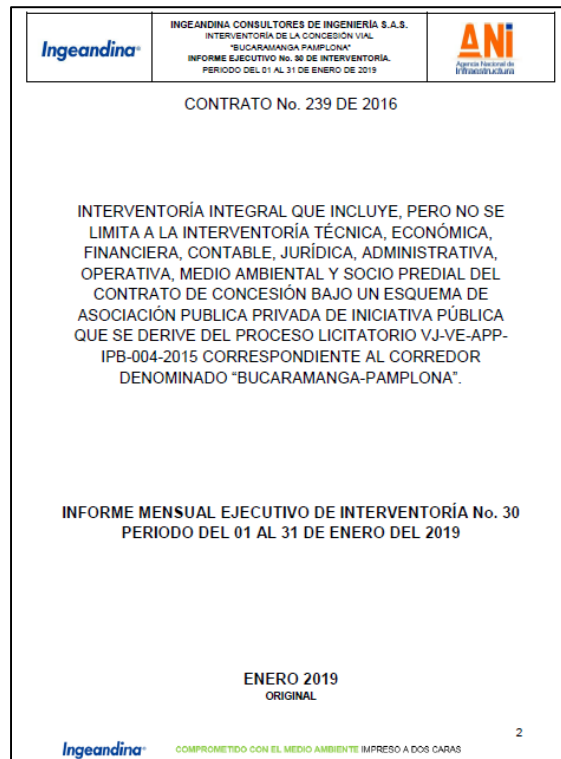 Ingeandina
INGEANDINA CONSULTORES DE INGENIERÍA S.A.S.
INTERVENTORÍA DE LA CONCESIÓN VIAL
"BUCARAMANGA PAMPLONA"
INFORME EJECUTIVO No. 30 DE INTERVENTORÍA.
PERIODO DEL 01 AL 31 DE ENERO DE 2019
ANI
Agencia Nacional de
Infraestructura
CONTRATO No. 239 DE 2016
INTERVENTORÍA INTEGRAL QUE INCLUYE, PERO NO SE
LIMITA A LA INTERVENTORÍA TÉCNICA, ECONÓMICA,
FINANCIERA, CONTABLE, JURÍDICA, ADMINISTRATIVA,
OPERATIVA, MEDIO AMBIENTAL Y SOCIO PREDIAL DEL
CONTRATO DE CONCESIÓN BAJO UN ESQUEMA DE
ASOCIACIÓN PUBLICA PRIVADA DE INICIATIVA PÚBLICA
QUE SE DERIVE DEL PROCESO LICITATORIO VJ-VE-APP-
IPB-004-2015 CORRESPONDIENTE AL CORREDOR
DENOMINADO “BUCARAMANGA-PAMPLONA”.
INFORME MENSUAL EJECUTIVO DE INTERVENTORÍA No. 30
PERIODO DEL 01 AL 31 DE ENERO DEL 2019
ENERO 2019
ORIGINAL
2
Ingeandina COMPROMETIDO CON EL MEDIO AMBIENTE IMPRESO A DOS CARAS